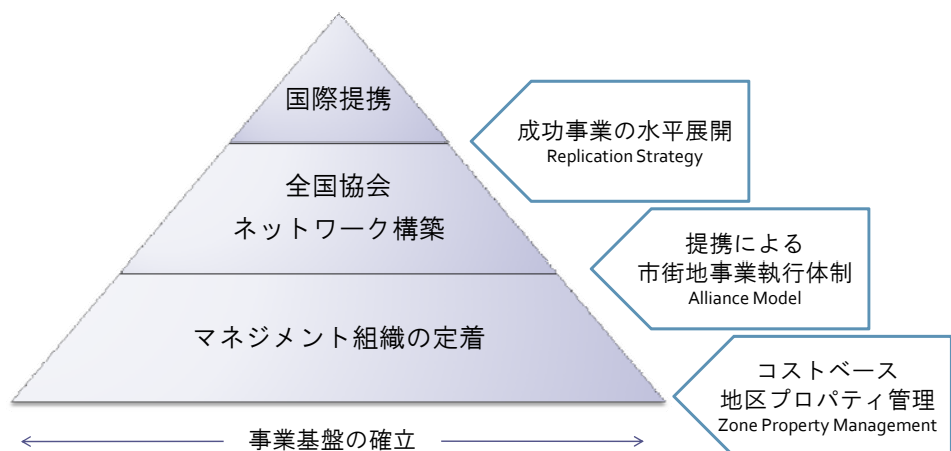 国際提携
成功事業の水平展開
Replication Strategy
全国協会
ネットワーク構築
提携による
市街地事業執行体制
Alliance Model
マネジメント組織の定着
コストベース
地区プロパティ管理
Zone Property Management
事業基盤の確立